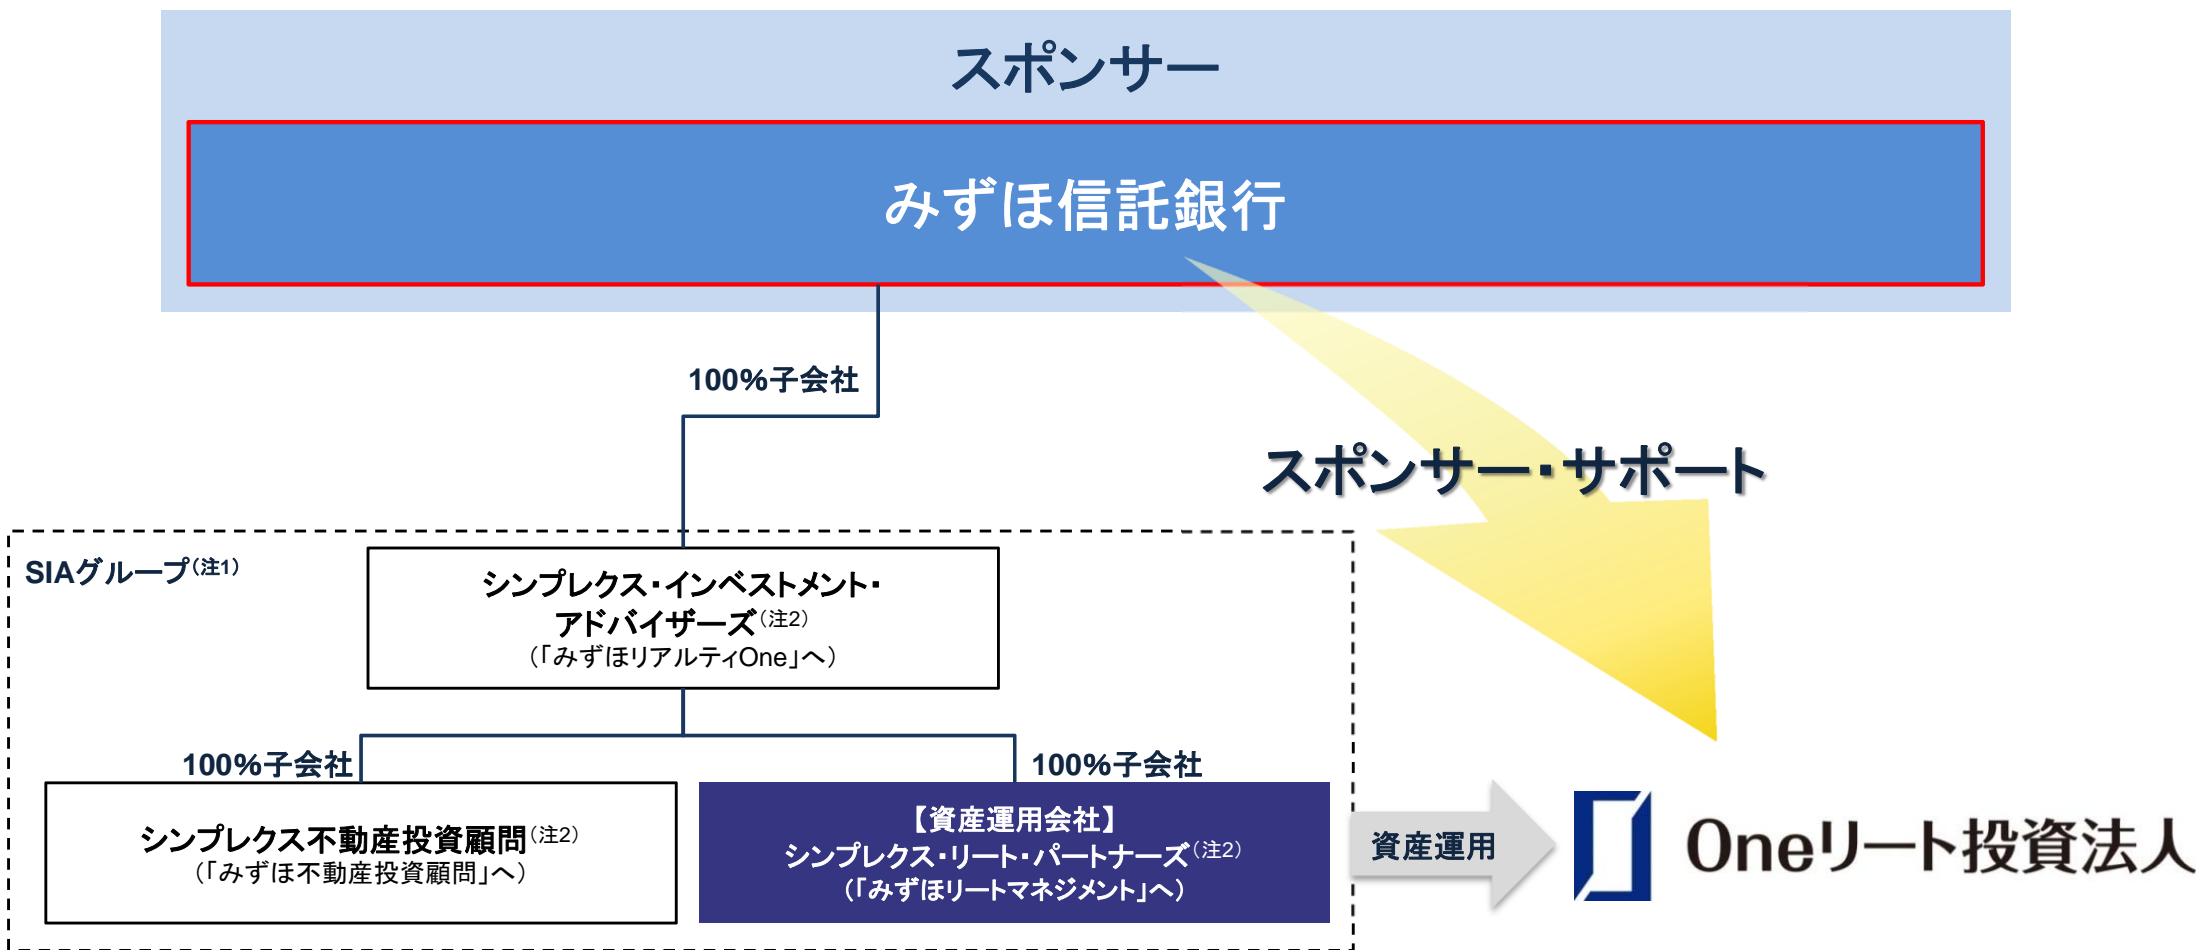 スポンサー
みずほ信託銀行
100%子会社
スポンサー・サポート
SIAグループ(注1)
シンプレクス・インベストメント・
アドバイザーズ(注2)
(「みずほリアルティOne」へ)
100%子会社
100%子会社
シンプレクス不動産投資顧問(注2)
(「みずほ不動産投資顧問」へ)
【資産運用会社】
シンプレクス・リート・パートナーズ(注2)
(「みずほリートマネジメント」へ)
資産運用
Oneリート投資法人